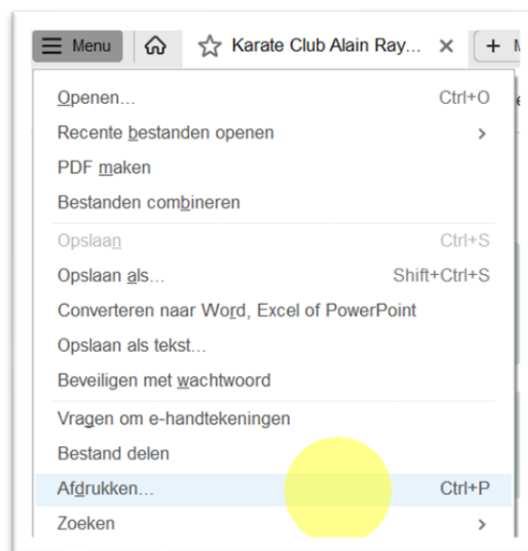 Menu Karate Club Alain Ray...
Openen... Ctrl+O
Recente bestanden openen
PDF maken
Bestanden combineren
Opslaan Ctrl+S
Opslaan als... Shift+Ctrl+S
Converteren naar Word, Excel of PowerPoint
Opslaan als tekst...
Beveiligen met wachtwoord
Vragen om e-handtekeningen
Bestand delen
Afdrukken... Ctrl+P
Zoeken